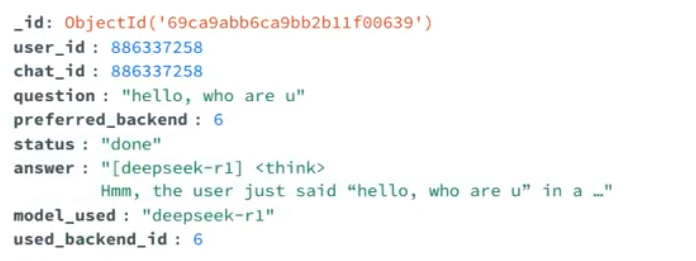 _id: ObjectId('69ca9abb6ca9bb2b11f00639')
user_id : 886337258
chat_id : 886337258
question : "hello, who are u"
preferred_backend : 6
status : "done"
answer : "[deepseek-r1] <think>
Hmm, the user just said “hello, who are u” in a …"
model_used : "deepseek-r1"
used_backend_id : 6